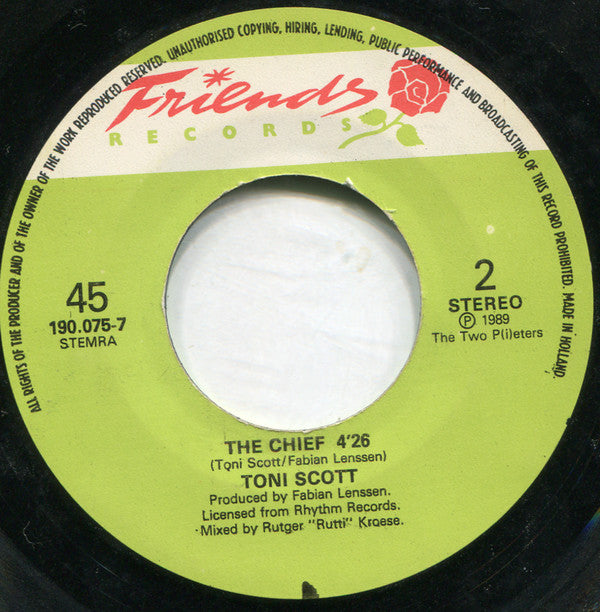 ALL RIGHTS OF THE PRODUCER AND OF THE OWNER OF THE WORK REPRODUCED RESERVED. UNAUTHORISED COPYING, HIRING, LENDING, PUBLIC PERFORMANCE AND BROADCASTING OF THIS RECORD PROHIBITED. MADE IN HOLLAND.
Friends
RECORDS
45
190.075-7
STEMRA
2
STEREO
Ⓟ 1989
The Two P(i)eters
THE CHIEF 4'26
(Toni Scott/Fabian Lenssen)
TONI SCOTT
Produced by Fabian Lenssen.
Licensed from Rhythm Records.
Mixed by Rutger "Rutti" Kroese.